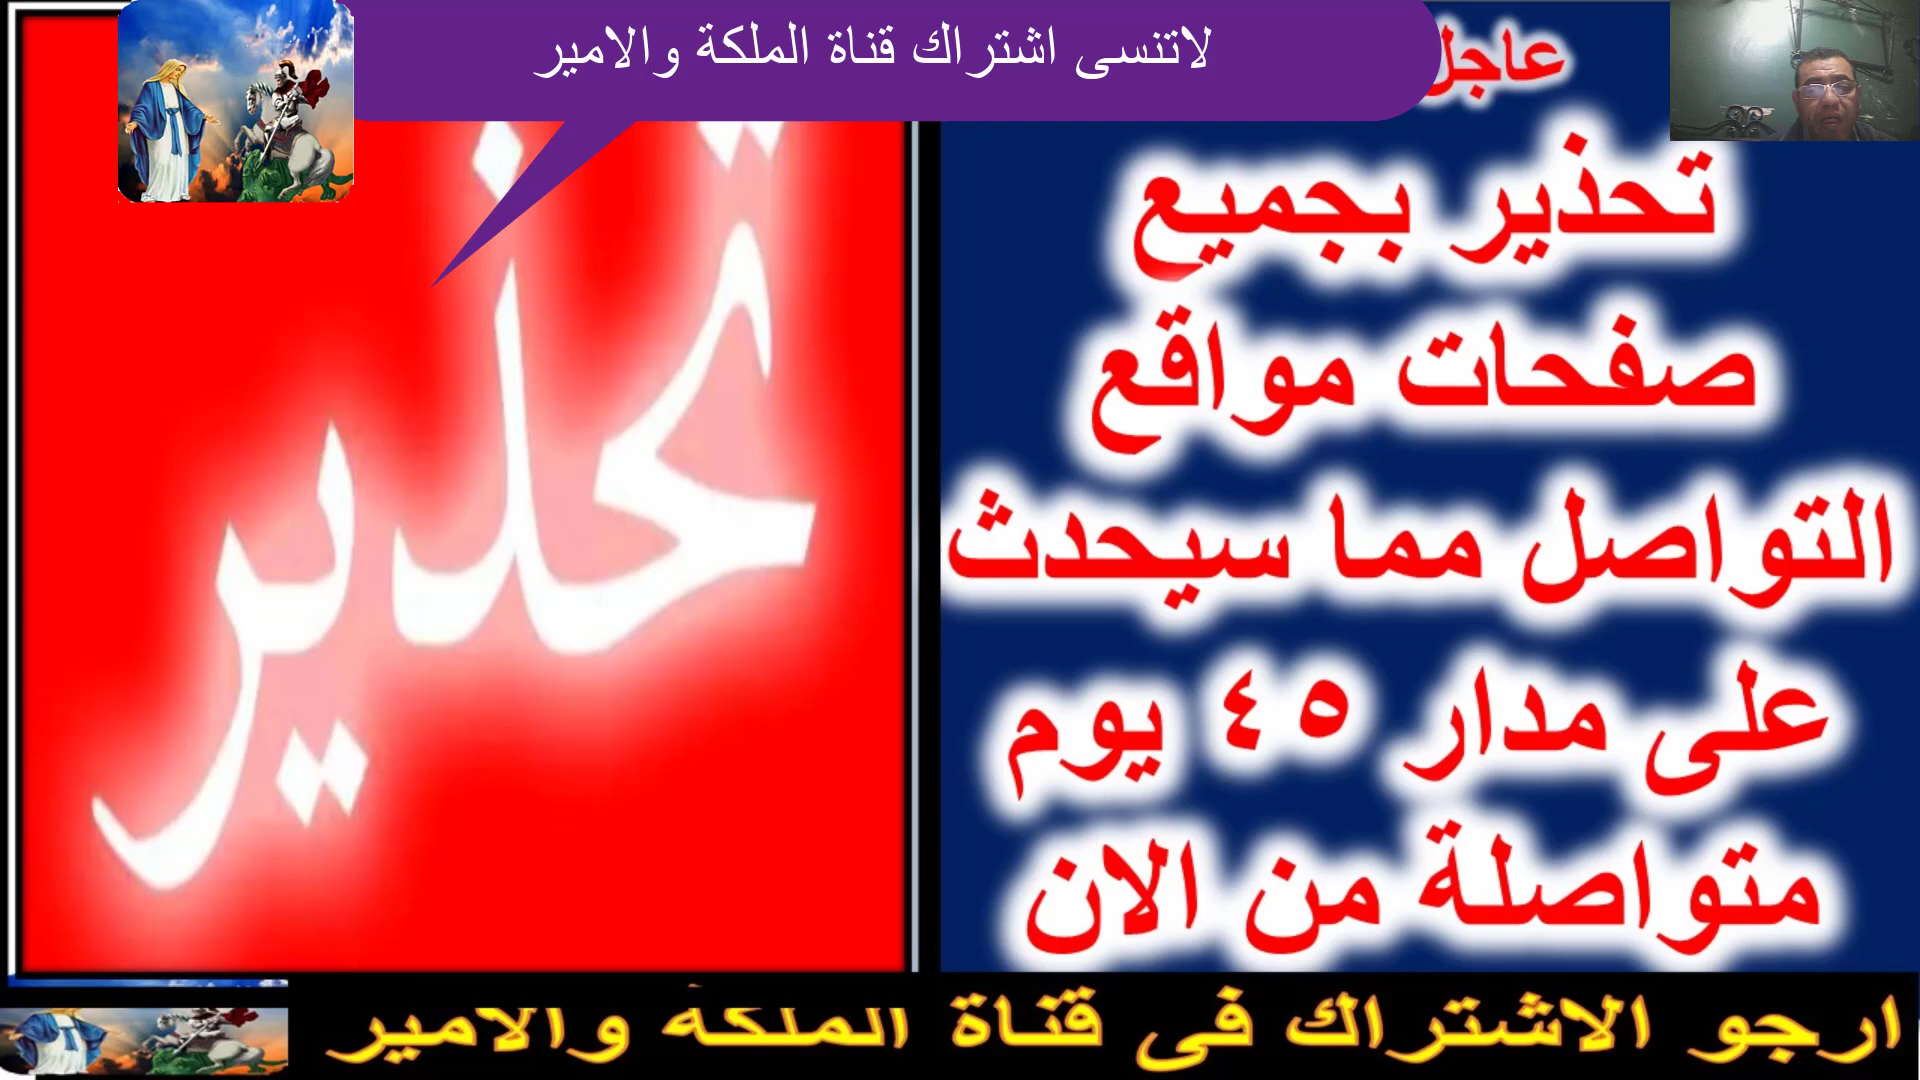 لاتنسى اشتراك قناة الملكة والامير
عاجل
تحذير بجميع
صفحات مواقع
التواصل مما سيحدث
على مدار ٤٥ يوم
متواصلة من الان
تحذير
ارجو الاشتراك فى قناة الملكة والامير